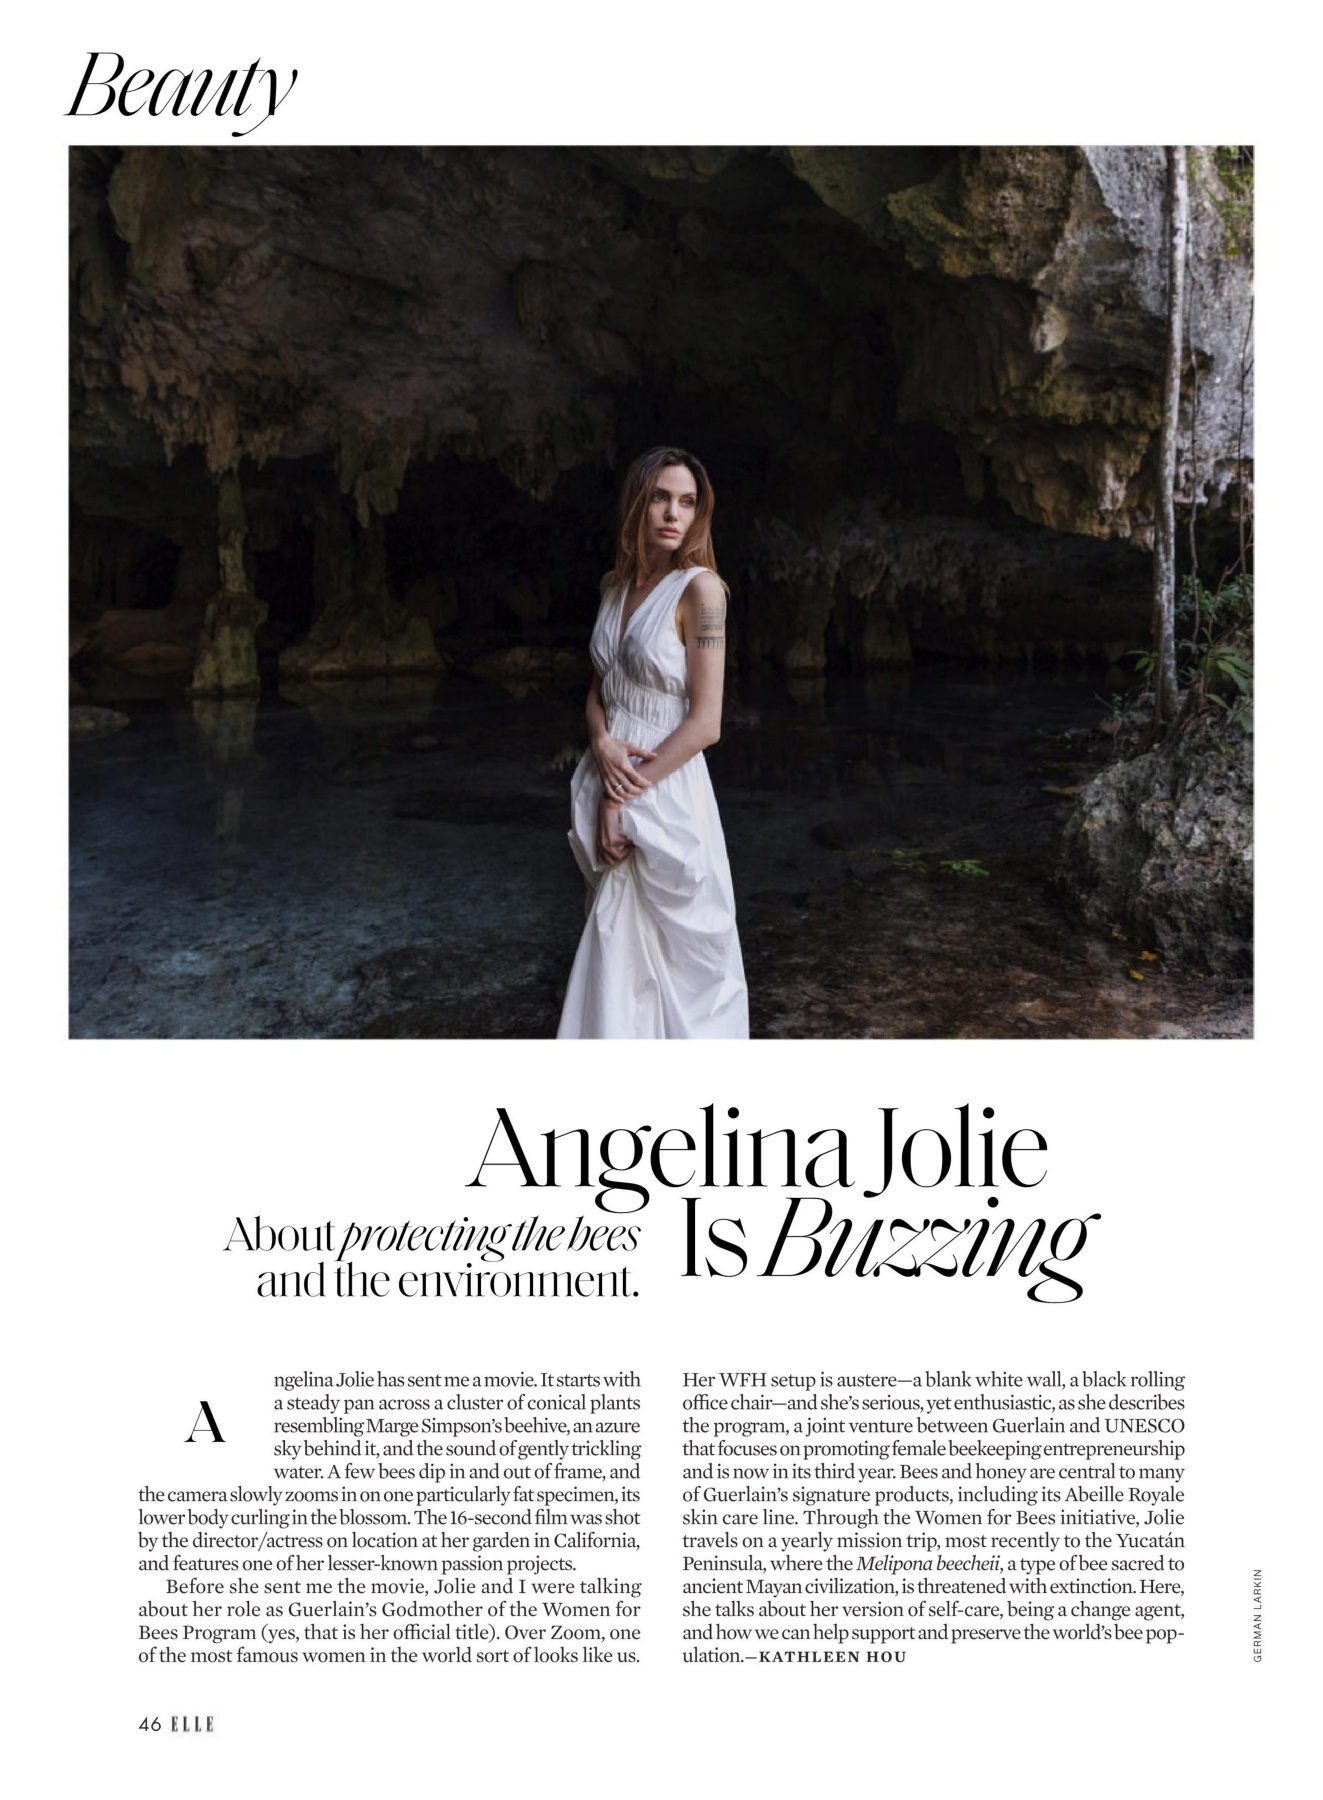 Beauty
Angelina Jolie
Is Buzzing
About protecting the bees
and the environment.
Angelina Jolie has sent me a movie. It starts with
a steady pan across a cluster of conical plants
resembling Marge Simpson's beehive, an azure
sky behind it, and the sound of gently trickling
water. A few bees dip in and out of frame, and
the camera slowly zooms in on one particularly fat specimen, its
lower body curling in the blossom. The 16-second film was shot
by the director/actress on location at her garden in California,
and features one of her lesser-known passion projects.
Before she sent me the movie, Jolie and I were talking
about her role as Guerlain's Godmother of the Women for
Bees Program (yes, that is her official title). Over Zoom, one
of the most famous women in the world sort of looks like us.
Her WFH setup is austere—a blank white wall, a black rolling
office chair—and she's serious, yet enthusiastic, as she describes
the program, a joint venture between Guerlain and UNESCO
that focuses on promoting female beekeeping entrepreneurship
and is now in its third year. Bees and honey are central to many
of Guerlain's signature products, including its Abeille Royale
skin care line. Through the Women for Bees initiative, Jolie
travels on a yearly mission trip, most recently to the Yucatán
Peninsula, where the Melipona beecheii, a type of bee sacred to
ancient Mayan civilization, is threatened with extinction. Here,
she talks about her version of self-care, being a change agent,
and how we can help support and preserve the world's bee pop-
ulation.—KATHLEEN HOU
GERMAN LARKIN
46 ELLE